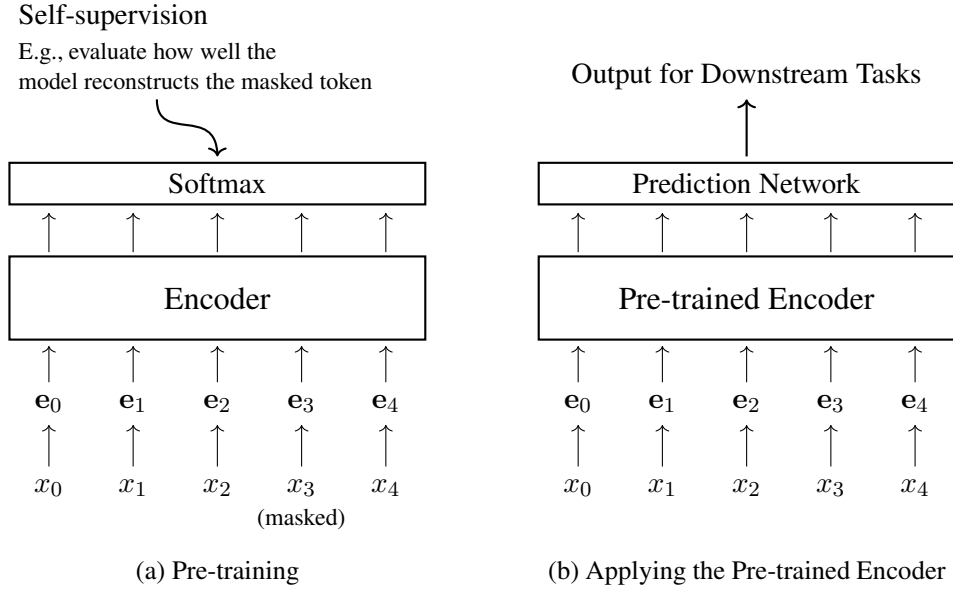 Self-supervision
E.g., evaluate how well the
model reconstructs the masked token
Softmax
Encoder
e₀ e₁ e₂ e₃ e₄
x₀ x₁ x₂ x₃ x₄
(masked)
(a) Pre-training
Output for Downstream Tasks
Prediction Network
Pre-trained Encoder
e₀ e₁ e₂ e₃ e₄
x₀ x₁ x₂ x₃ x₄
(b) Applying the Pre-trained Encoder